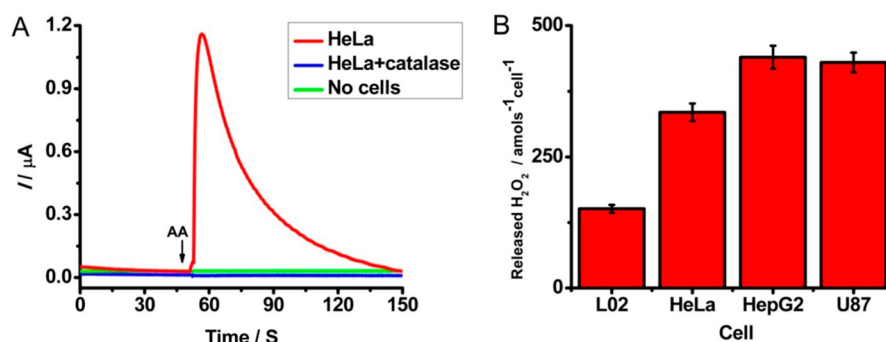 A
I / μA
1.2
0.9
0.6
0.3
0.0
0
30
60
90
120
150
Time / S
AA
HeLa
HeLa+catalase
No cells
B
Released H₂O₂ / amols⁻¹cell⁻¹
500
250
0
L02
HeLa
HepG2
U87
Cell